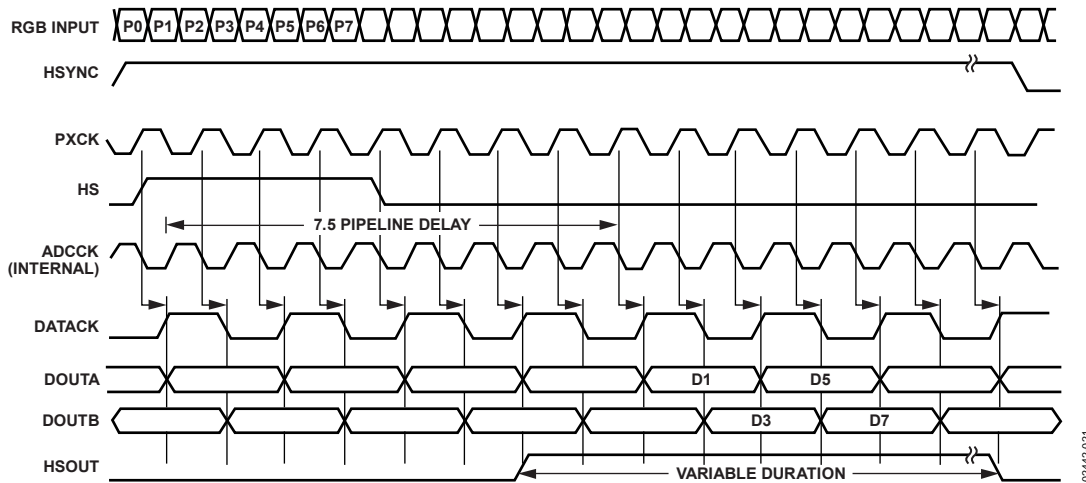 RGB INPUT P0 P1 P2 P3 P4 P5 P6 P7
HSYNC
PXCK
HS
7.5 PIPELINE DELAY
ADCCK
(INTERNAL)
DATACK
DOUTA D1 D5
DOUTB D3 D7
HSOUT VARIABLE DURATION